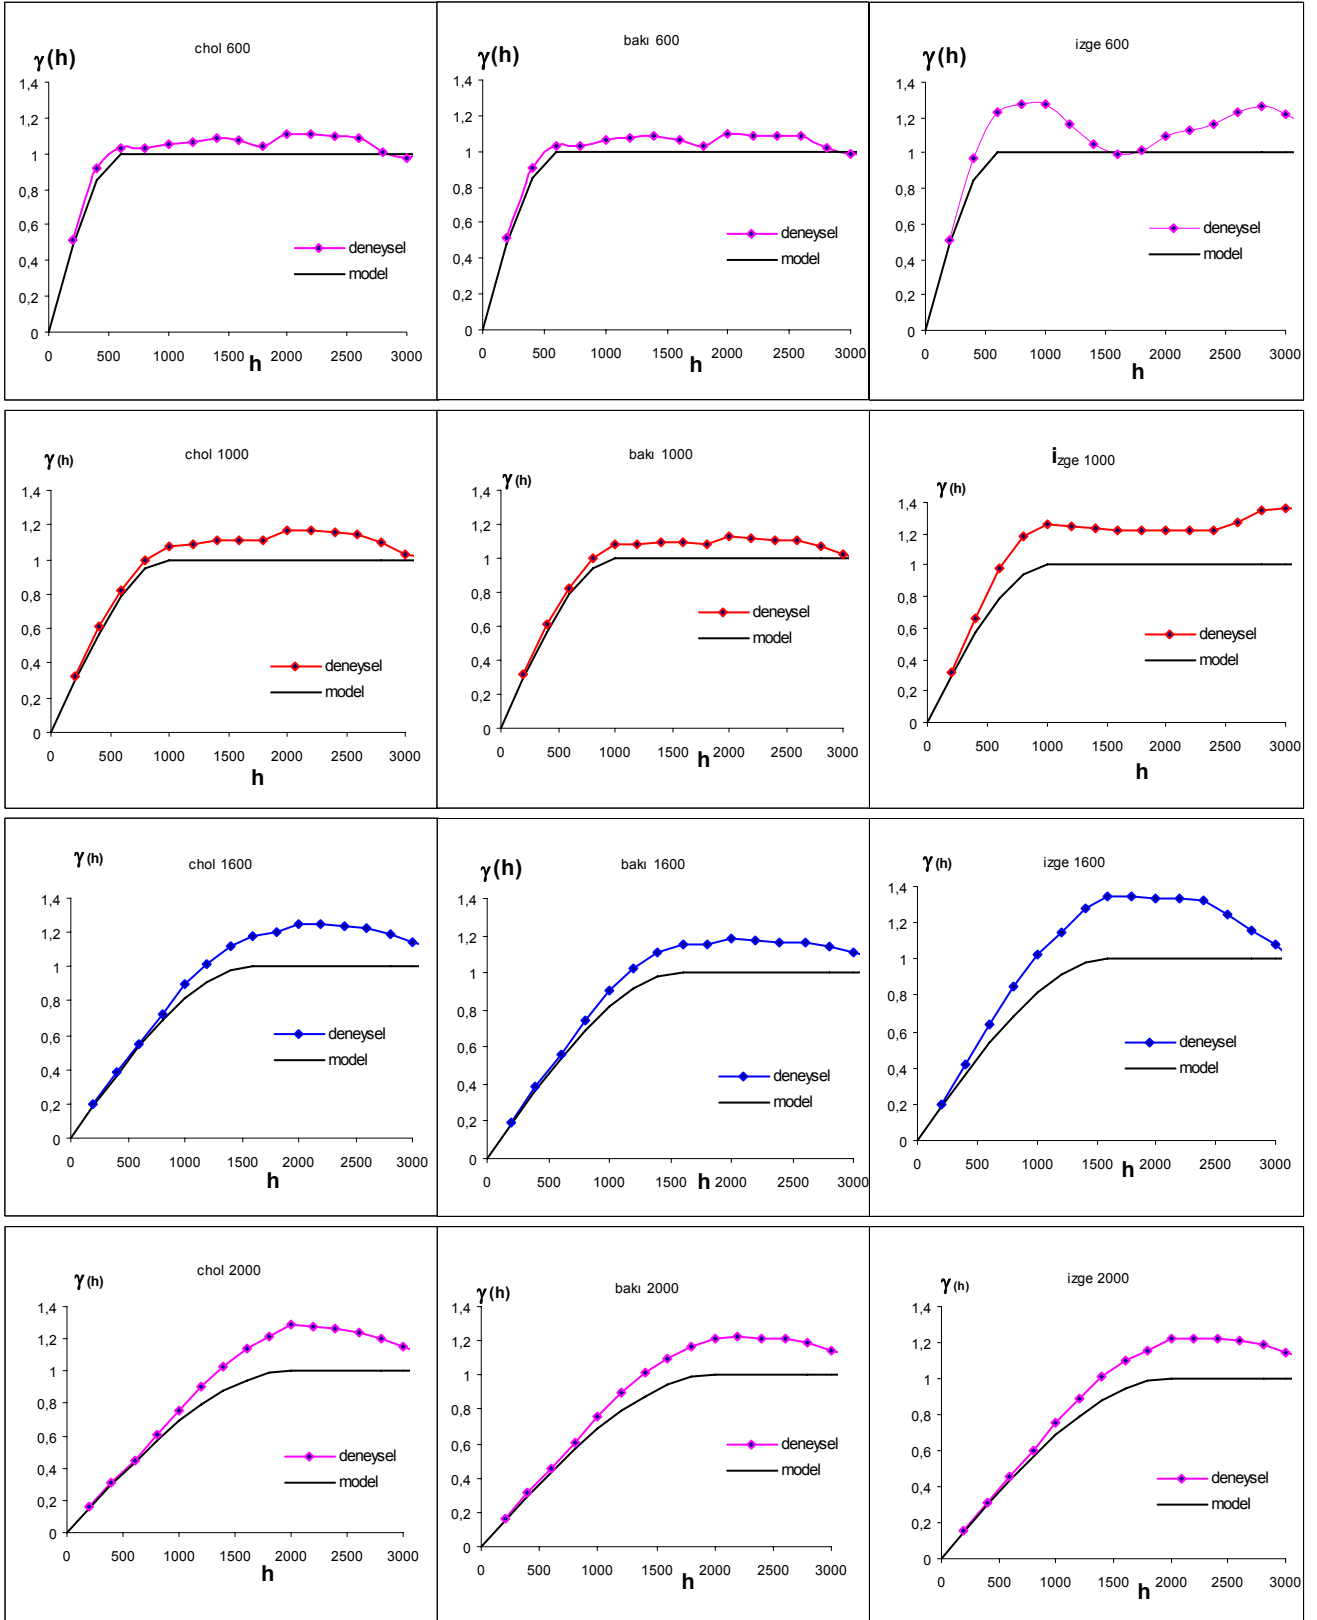 chol 600
γ(h)
1,4
1,2
1
0,8
0,6
0,4
0,2
0
0 500 1000 1500 2000 2500 3000
h
deneysel
model
bakı 600
γ(h)
1,4
1,2
1
0,8
0,6
0,4
0,2
0
0 500 1000 1500 2000 2500 3000
h
deneysel
model
izge 600
γ(h)
1,4
1,2
1
0,8
0,6
0,4
0,2
0
0 500 1000 1500 2000 2500 3000
h
deneysel
model
chol 1000
γ(h)
1,4
1,2
1
0,8
0,6
0,4
0,2
0
0 500 1000 1500 2000 2500 3000
h
deneysel
model
bakı 1000
γ(h)
1,4
1,2
1
0,8
0,6
0,4
0,2
0
0 500 1000 1500 2000 2500 3000
h
deneysel
model
izge 1000
γ(h)
1,4
1,2
1
0,8
0,6
0,4
0,2
0
0 500 1000 1500 2000 2500 3000
h
deneysel
model
chol 1600
γ(h)
1,4
1,2
1
0,8
0,6
0,4
0,2
0
0 500 1000 1500 2000 2500 3000
h
deneysel
model
bakı 1600
γ(h)
1,4
1,2
1
0,8
0,6
0,4
0,2
0
0 500 1000 1500 h 2000 2500 3000
deneysel
model
izge 1600
γ(h)
1,4
1,2
1
0,8
0,6
0,4
0,2
0
0 500 1000 1500 2000 2500 3000
h
deneysel
model
chol 2000
γ(h)
1,4
1,2
1
0,8
0,6
0,4
0,2
0
0 500 1000 1500 2000 2500 3000
h
deneysel
model
bakı 2000
γ(h)
1,4
1,2
1
0,8
0,6
0,4
0,2
0
0 500 1000 1500 2000 2500 3000
h
deneysel
model
izge 2000
γ(h)
1,4
1,2
1
0,8
0,6
0,4
0,2
0
0 500 1000 1500 2000 2500 3000
h
deneysel
model